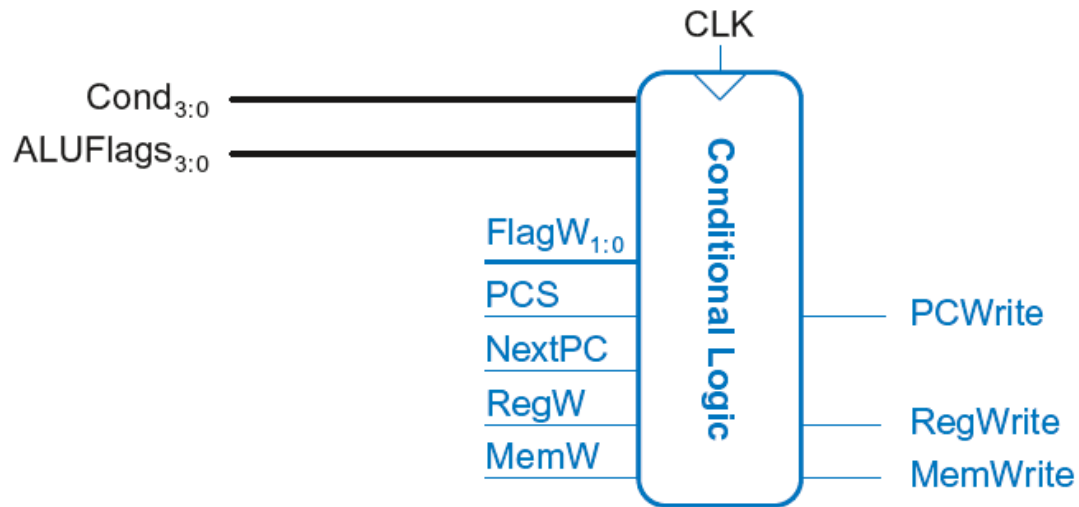 CLK
Cond3:0
ALUFlags3:0
Conditional Logic
FlagW1:0
PCS
PCWrite
NextPC
RegW
RegWrite
MemW
MemWrite